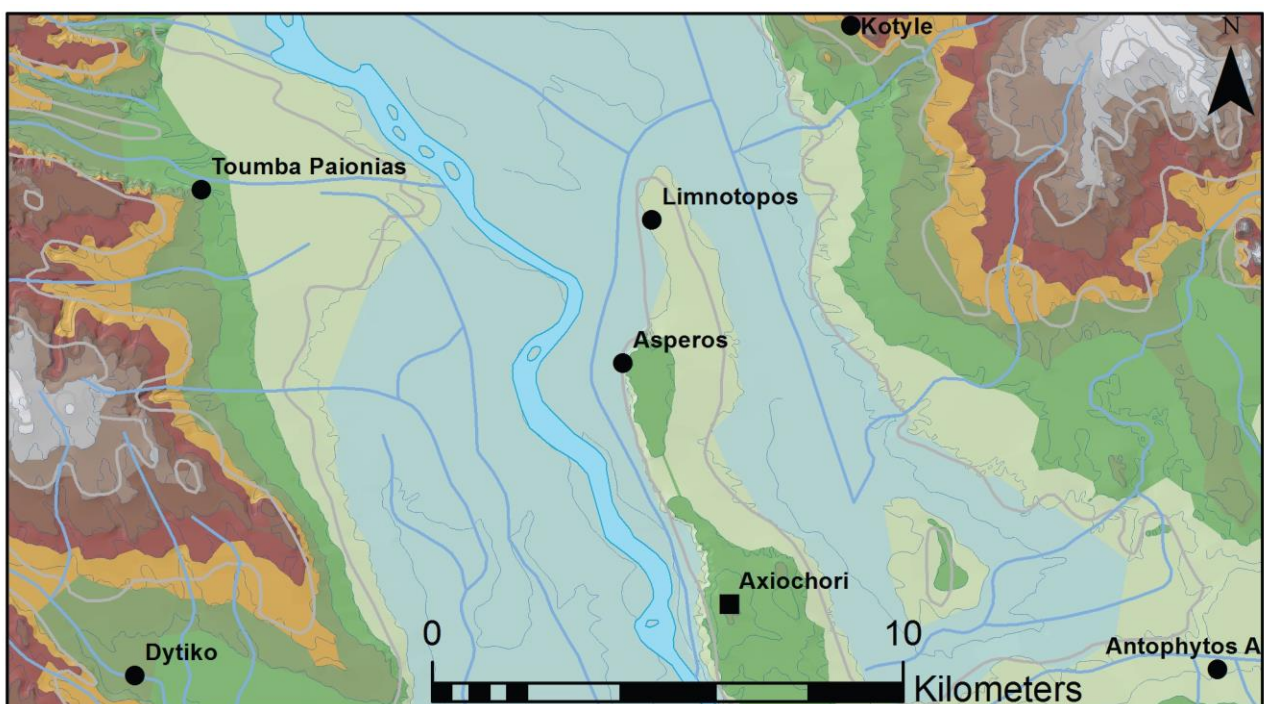 Kotyle
N
Toumba Paionias
Limnotopos
Asperos
Axiochori
0
10
Dytiko
Antophytos A
Kilometers